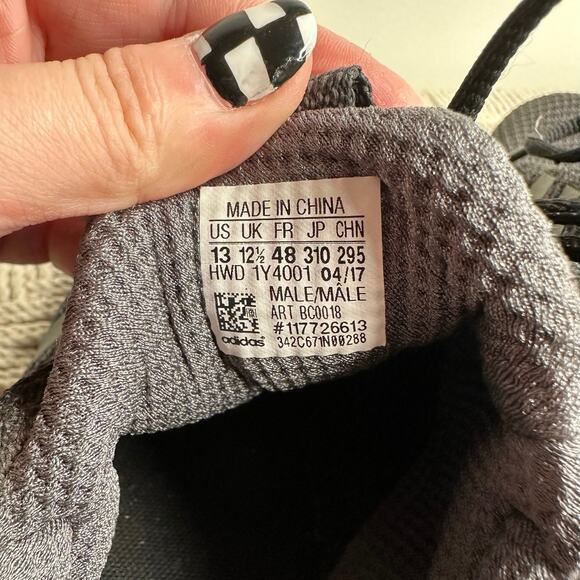 MADE IN CHINA
US UK FR JP CHN
13 12½ 48 310 295
HWD 1Y4001 04/17
MALE/MÂLE
ART BC0018
#117726613
adidas 342C671N00288